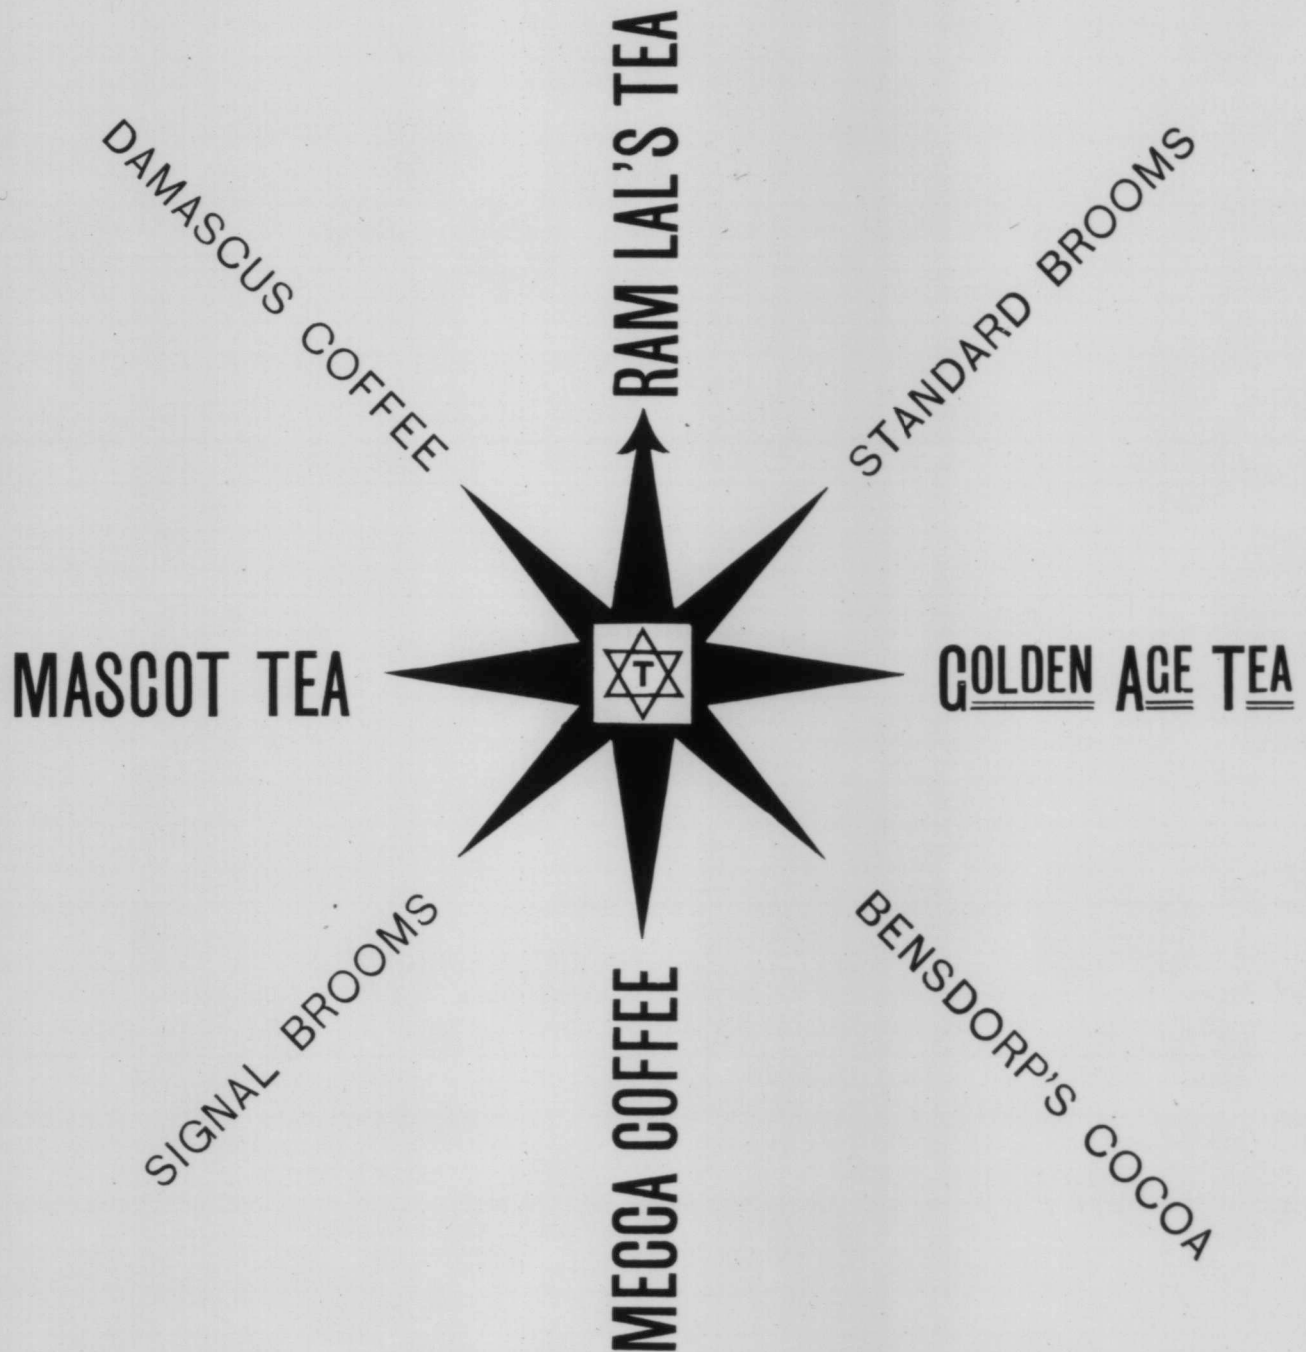 RAM LAL'S TEA
DAMASCUS COFFEE
STANDARD BROOMS
MASCOT TEA
T
GOLDEN AGE TEA
SIGNAL BROOMS
BENSDORP'S COCOA
MECCA COFFEE